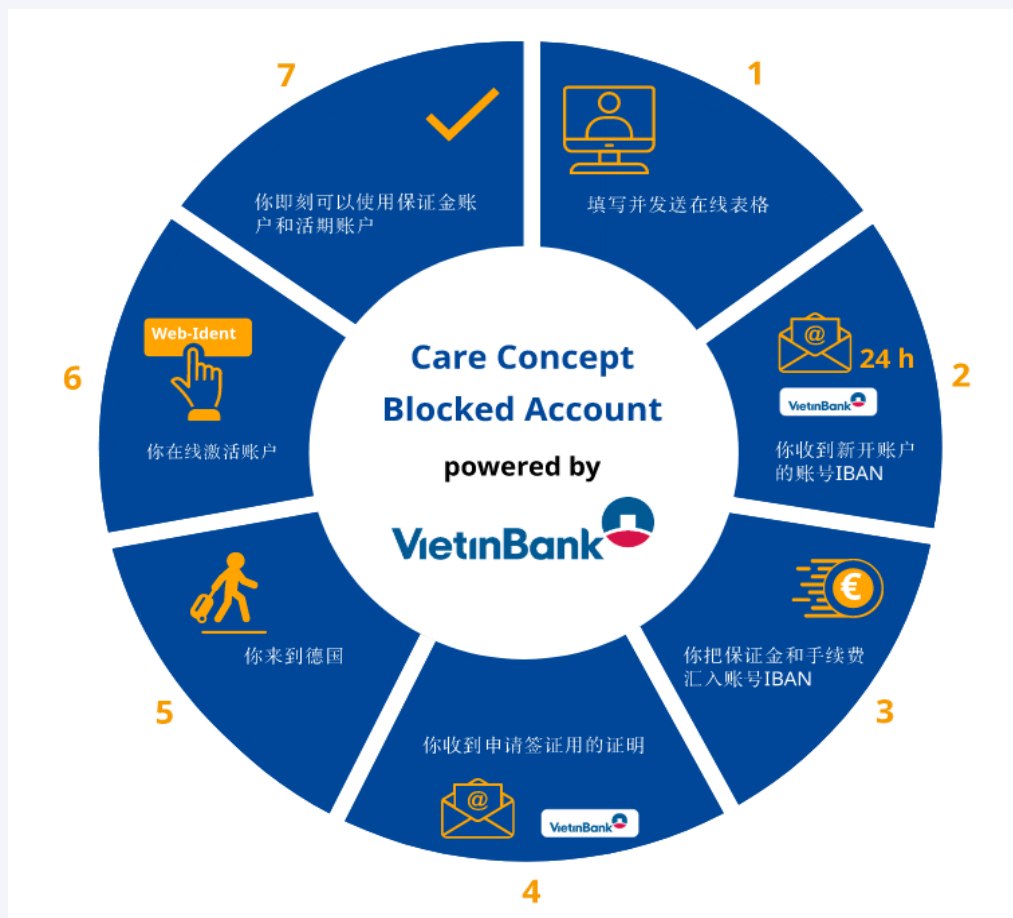 1
填写并发送在线表格
2
@
24 h
VietinBank
你收到新开账户
的账号IBAN
3
€
你把保证金和手续费
汇入账号IBAN
4
你收到申请签证用的证明
@
VietinBank
5
你来到德国
6
Web-Ident
你在线激活账户
7
你即刻可以使用保证金账
户和活期账户
Care Concept
Blocked Account
powered by
VietinBank